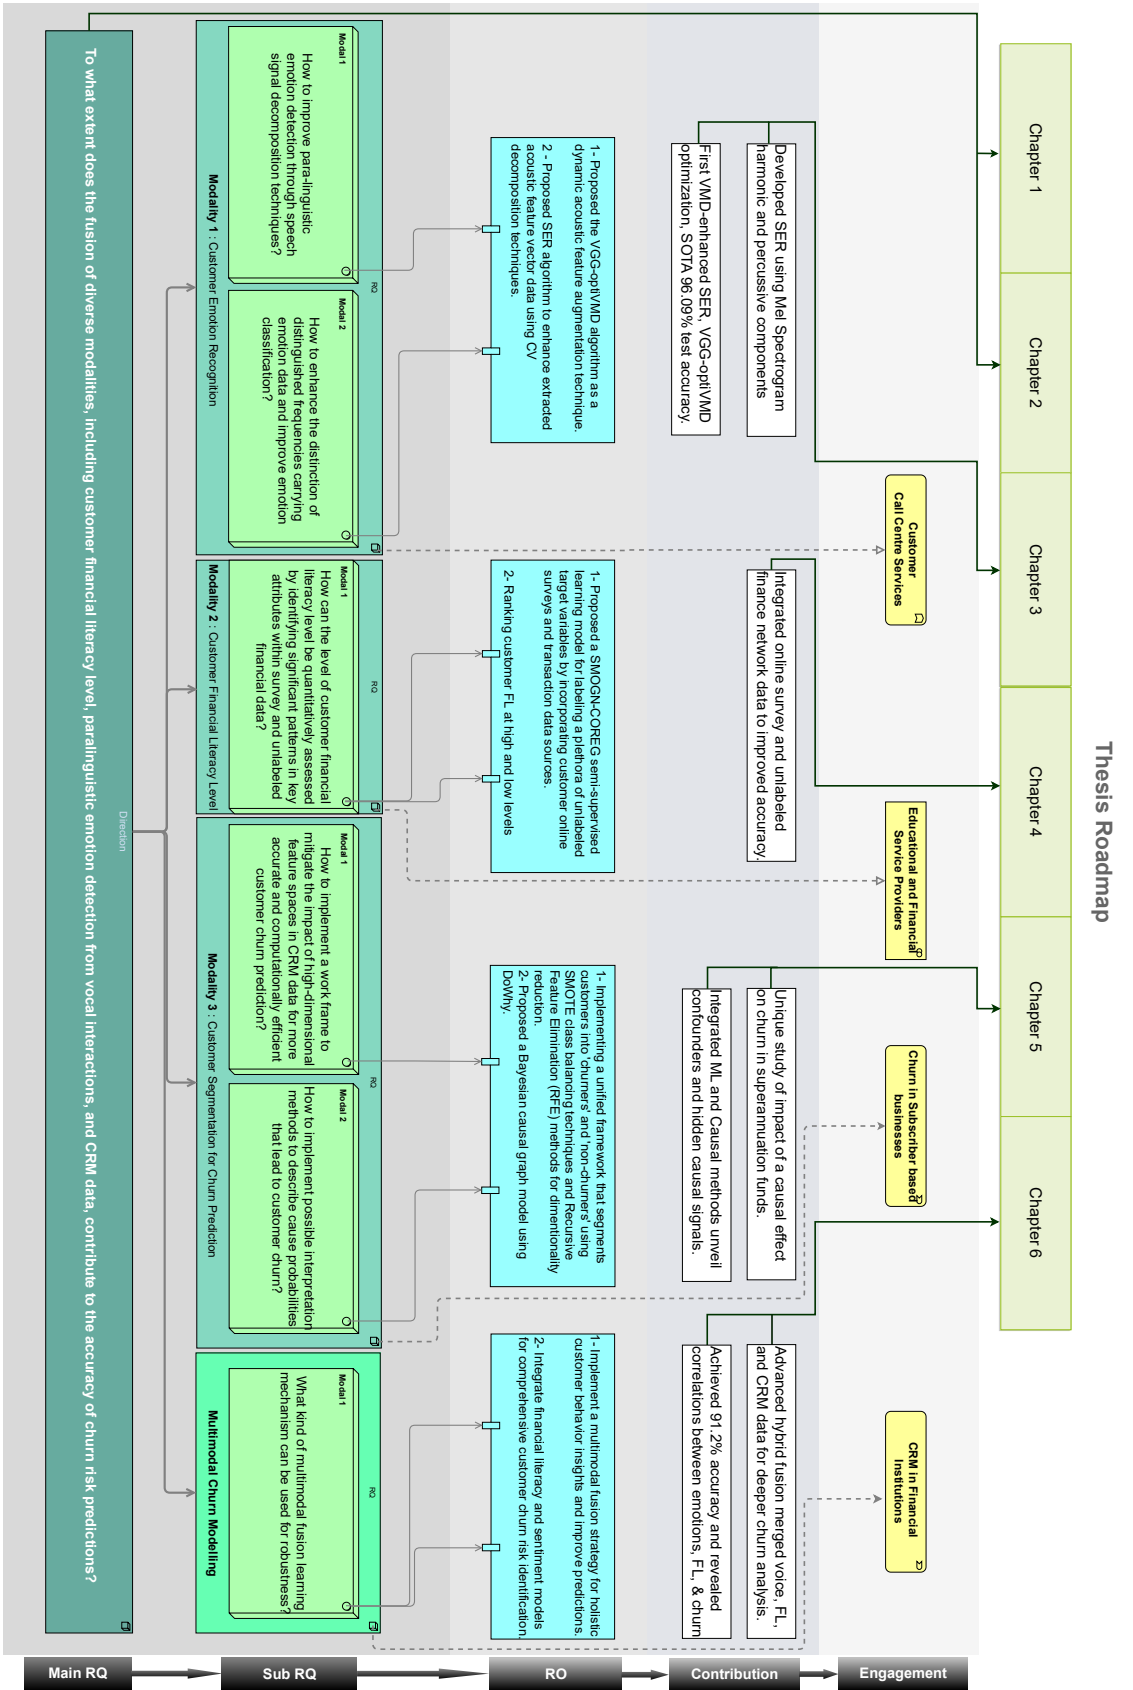 Thesis Roadmap
Chapter 1
Chapter 2
Chapter 3
Chapter 4
Chapter 5
Chapter 6
Customer
Call Centre Services
Educational and Financial
Service Providers
Churn in Subscriber based
businesses
CRM in Financial
Institutions
Developed SER using Mel Spectrogram
harmonic and percussive components
First VMD-enhanced SER, VGG-optiVMD
optimization, SOTA 96.09% test accuracy.
Integrated online survey and unlabeled
finance network data to improved accuracy.
Unique study of impact of a causal effect
on churn in superannuation funds.
Integrated ML and Causal methods unveil
confounders and hidden causal signals.
Advanced hybrid fusion merged voice, FL,
and CRM data for deeper churn analysis.
Achieved 91.2% accuracy and revealed
correlations between emotions, FL, & churn
1- Proposed the VGG-optiVMD algorithm as a
dynamic acoustic feature augmentation technique.
2 - Proposed SER algorithm to enhance extracted
acoustic feature vector data using CV
decomposition techniques.
1- Proposed a SMOGN-COREG semi-supervised
learning model for labeling a plethora of unlabeled
target variables by incorporating customer online
surveys and transaction data sources.
2- Ranking customer FL at high and low levels
1- Implementing a unified framework that segments
customers into 'churners' and 'non-churners' using
SMOTE class balancing techniques and Recursive
Feature Elimination (RFE) methods for dimentionality
reduction.
2- Proposed a Bayesian causal graph model using
DoWhy.
1- Implement a multimodal fusion strategy for holistic
customer behavior insights and improve predictions.
2- Integrate financial literacy and sentiment models
for comprehensive customer churn risk identification.
RQ
Modal 1
How to improve para-linguistic
emotion detection through speech
signal decomposition techniques?
Modal 2
How to enhance the distinction of
distinguished frequencies carrying
emotion data and improve emotion
classification?
Modality 1 : Customer Emotion Recognition
RQ
Modal 1
How can the level of customer financial
literacy level be quantitatively assessed
by identifying significant patterns in key
attributes within survey and unlabeled
financial data?
Modality 2 : Customer Financial Literacy Level
RQ
Modal 1
How to implement a work frame to
mitigate the impact of high-dimensional
feature spaces in CRM data for more
accurate and computationally efficient
customer churn prediction?
Modal 2
How to implement possible interpretation
methods to describe cause probabilities
that lead to customer churn?
Modality 3 : Customer Segmentation for Churn Prediction
RQ
Modal 1
What kind of multimodal fusion learning
mechanism can be used for robustness?
Multimodal Churn Modelling
Direction
To what extent does the fusion of diverse modalities, including customer financial literacy level, paralinguistic emotion detection from vocal interactions, and CRM data, contribute to the accuracy of churn risk predictions?
Main RQ
Sub RQ
RO
Contribution
Engagement